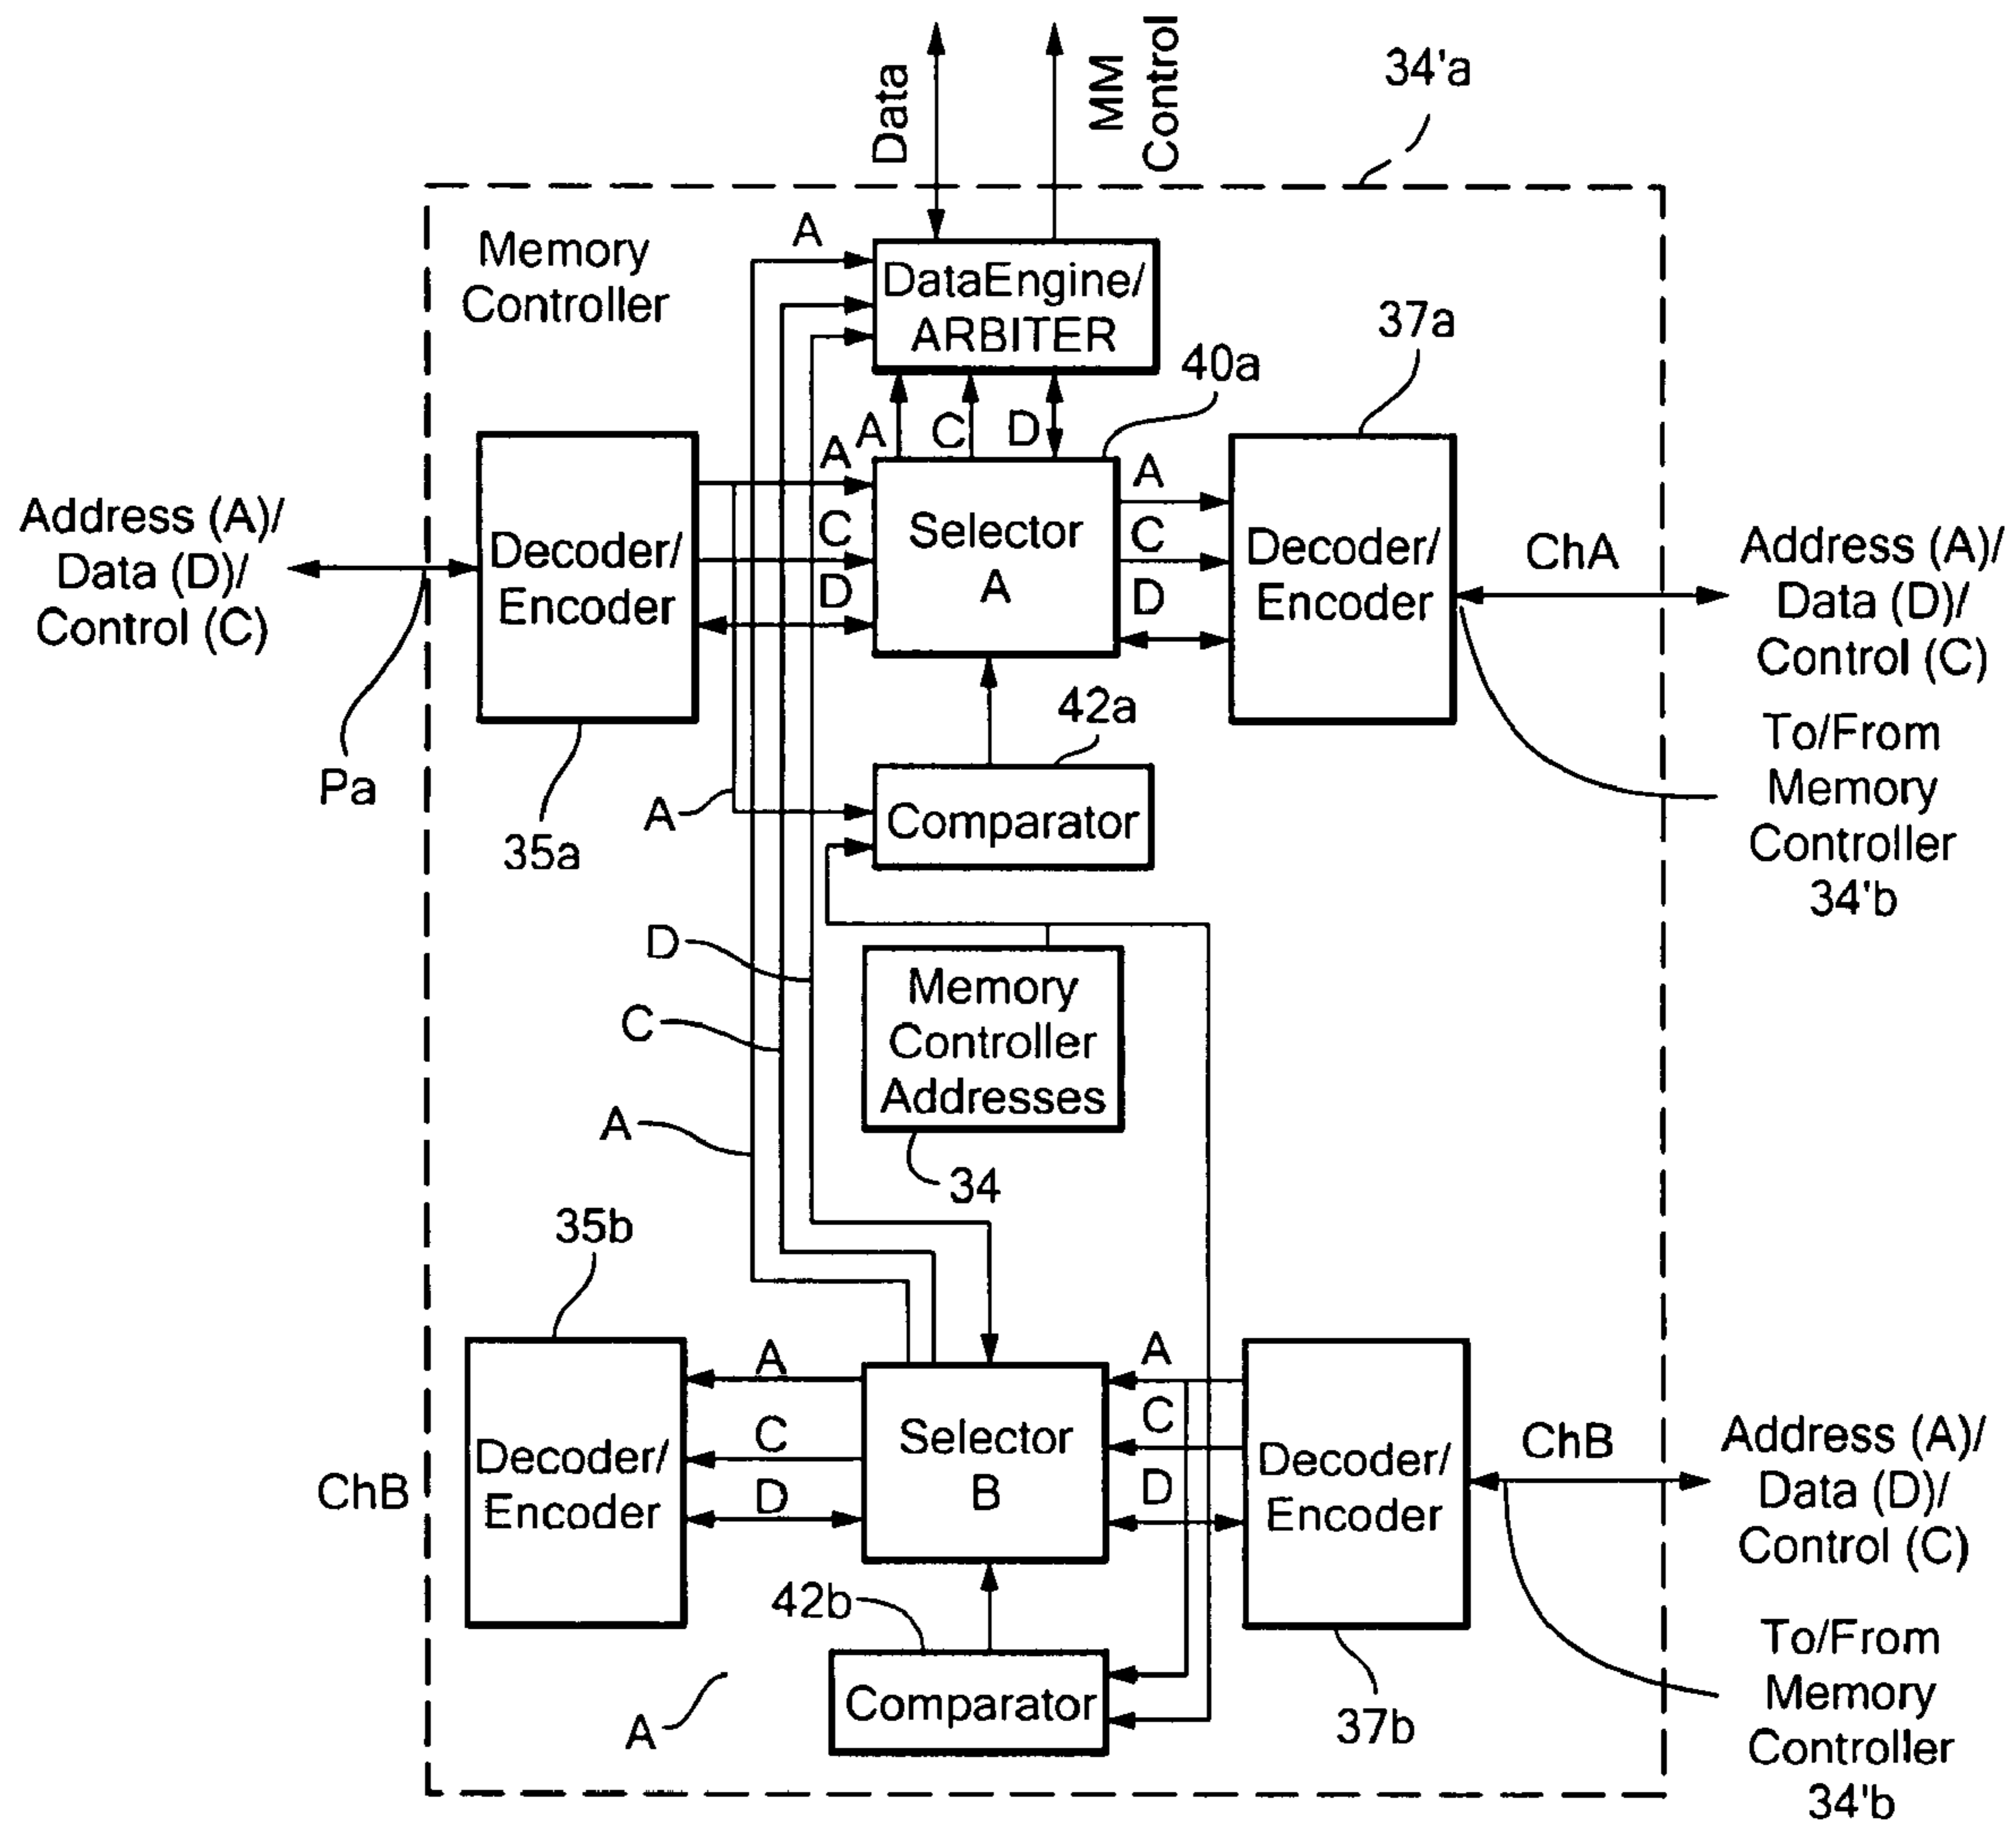 Data
MM
Control
34'a
A
Memory
Controller
DataEngine/
ARBITER
37a
40a
A
C
D
A
C
D
Address (A)/
Data (D)/
Control (C)
Decoder/
Encoder
Selector
A
A
C
D
Decoder/
Encoder
ChA
Address (A)/
Data (D)/
Control (C)
To/From
Memory
Controller
34'b
Pa
35a
A
42a
Comparator
D
C
A
Memory
Controller
Addresses
34
35b
ChB
Decoder/
Encoder
A
C
D
Selector
B
A
C
D
Decoder/
Encoder
ChB
Address (A)/
Data (D)/
Control (C)
To/From
Memory
Controller
34'b
42b
Comparator
A
37b